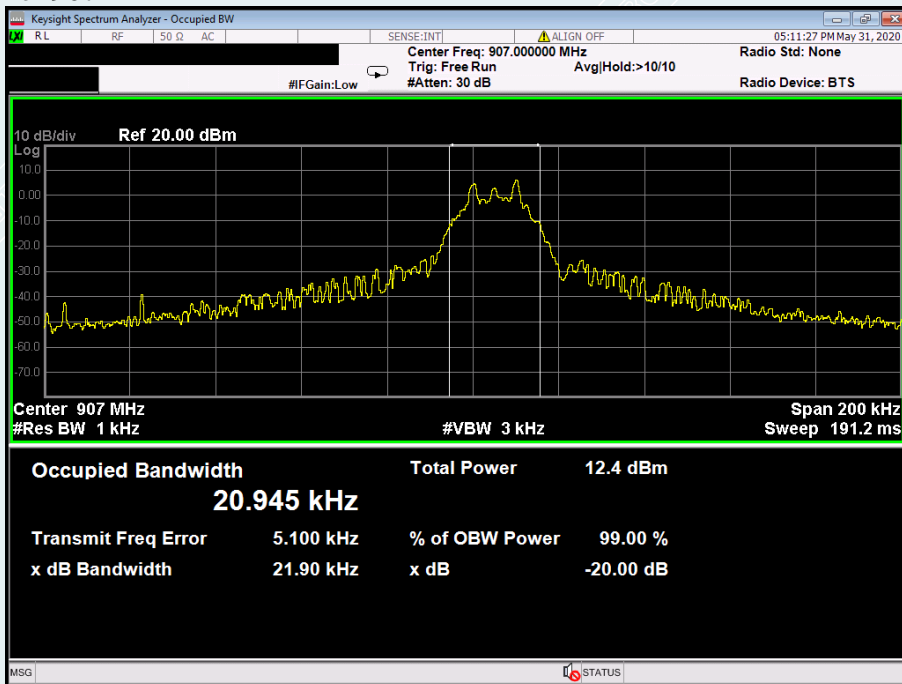 Keysight Spectrum Analyzer - Occupied BW
LXI RL RF 50 Ω AC SENSE:INT ALIGN OFF 05:11:27 PM May 31, 2020
Center Freq: 907.000000 MHz Radio Std: None
Trig: Free Run Avg|Hold:>10/10
#IFGain:Low #Atten: 30 dB Radio Device: BTS
10 dB/div Ref 20.00 dBm
Log
10.0
0.00
-10.0
-20.0
-30.0
-40.0
-50.0
-60.0
-70.0
Center 907 MHz Span 200 kHz
#Res BW 1 kHz #VBW 3 kHz Sweep 191.2 ms
Occupied Bandwidth Total Power 12.4 dBm
20.945 kHz
Transmit Freq Error 5.100 kHz % of OBW Power 99.00 %
x dB Bandwidth 21.90 kHz x dB -20.00 dB
MSG STATUS